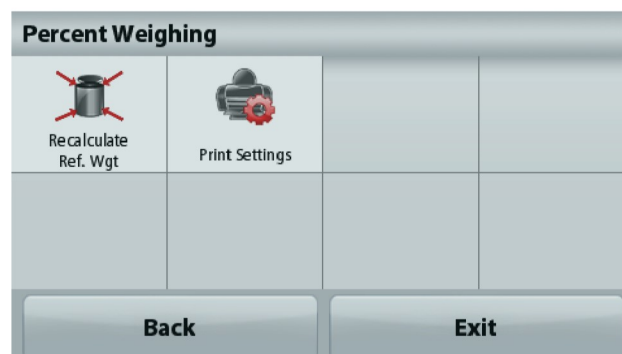 Percent Weighing
Recalculate
Ref. Wgt
Print Settings
Back
Exit